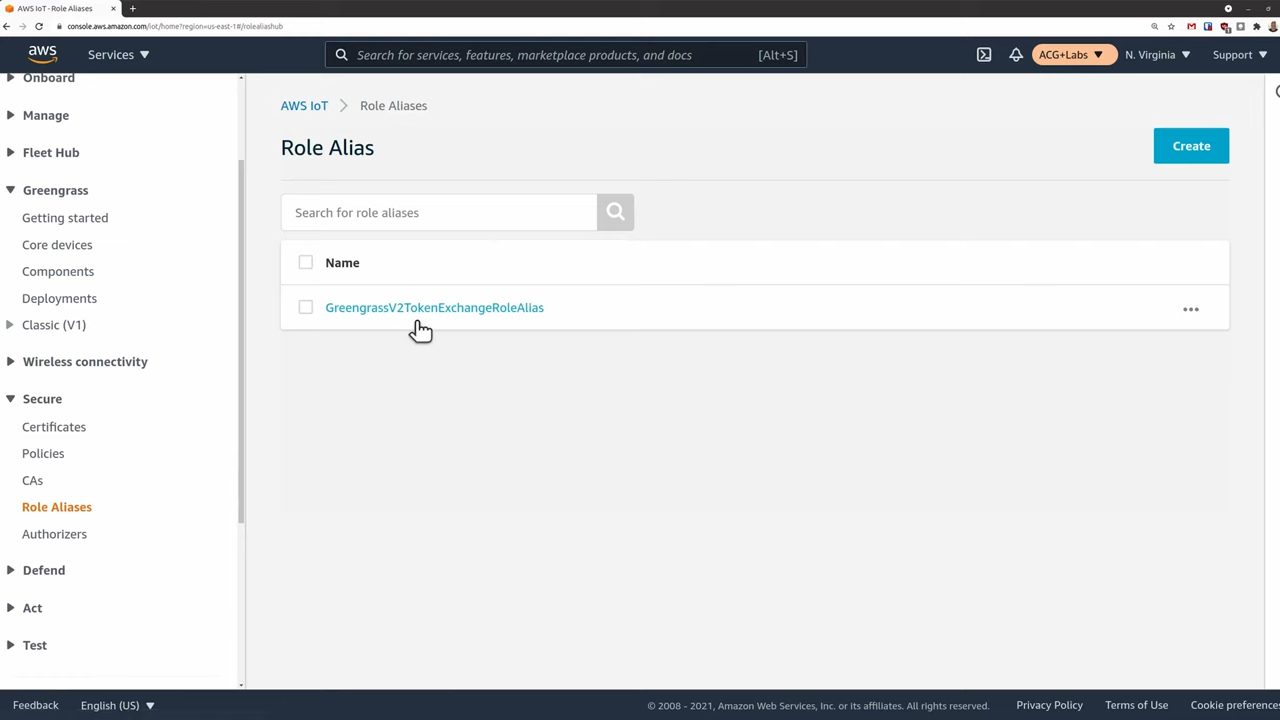 AWS IoT - Role Aliases
console.aws.amazon.com/iot/home?region=us-east-1#/rolealiashub
aws
Services
Search for services, features, marketplace products, and docs
[Alt+S]
ACG+Labs
N. Virginia
Support
Onboard
Manage
Fleet Hub
Greengrass
Getting started
Core devices
Components
Deployments
Classic (V1)
Wireless connectivity
Secure
Certificates
Policies
CAs
Role Aliases
Authorizers
Defend
Act
Test
AWS IoT > Role Aliases
Role Alias
Create
Search for role aliases
Name
GreengrassV2TokenExchangeRoleAlias
Feedback
English (US)
© 2008 - 2021, Amazon Web Services, Inc. or its affiliates. All rights reserved.
Privacy Policy
Terms of Use
Cookie preference